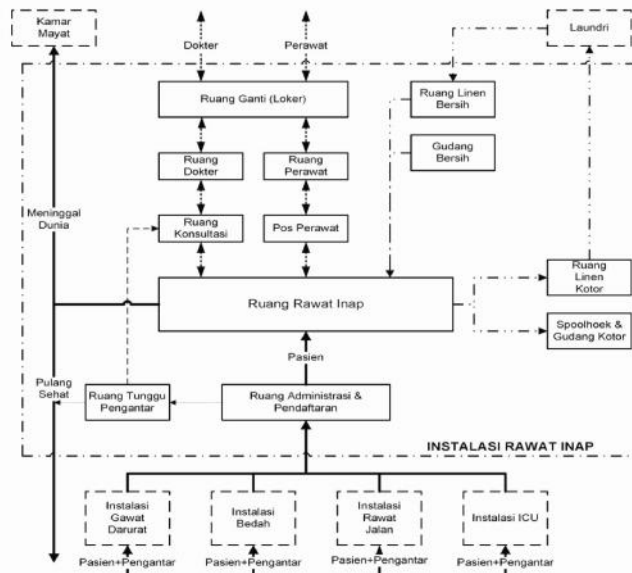 Kamar
Mayat
Laundri
Dokter
Perawat
Ruang Ganti (Loker)
Ruang Linen
Bersih
Ruang
Dokter
Ruang
Perawat
Gudang
Bersih
Meninggal
Dunia
Ruang
Konsultasi
Pos Perawat
Ruang
Linen
Kotor
Ruang Rawat Inap
Spoolhoek &
Gudang Kotor
Pasien
Pulang
Sehat
Ruang Tunggu
Pengantar
Ruang Administrasi &
Pendaftaran
INSTALASI RAWAT INAP
Instalasi
Gawat
Darurat
Instalasi
Bedah
Instalasi
Rawat
Jalan
Instalasi ICU
Pasien+Pengantar
Pasien+Pengantar
Pasien+Pengantar
Pasien+Pengantar